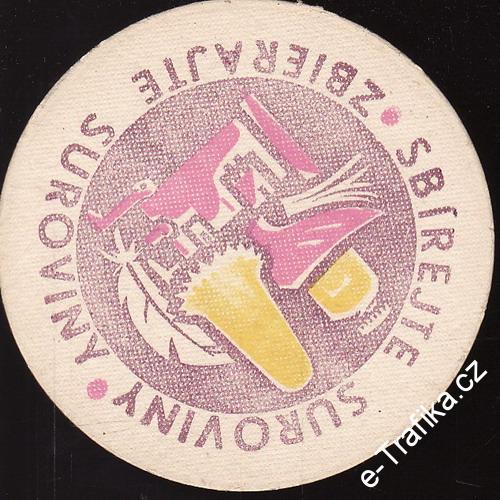 SBÍREJTE SUROVINY
ZBIERAJTE SUROVINY
e-Trafika.cz